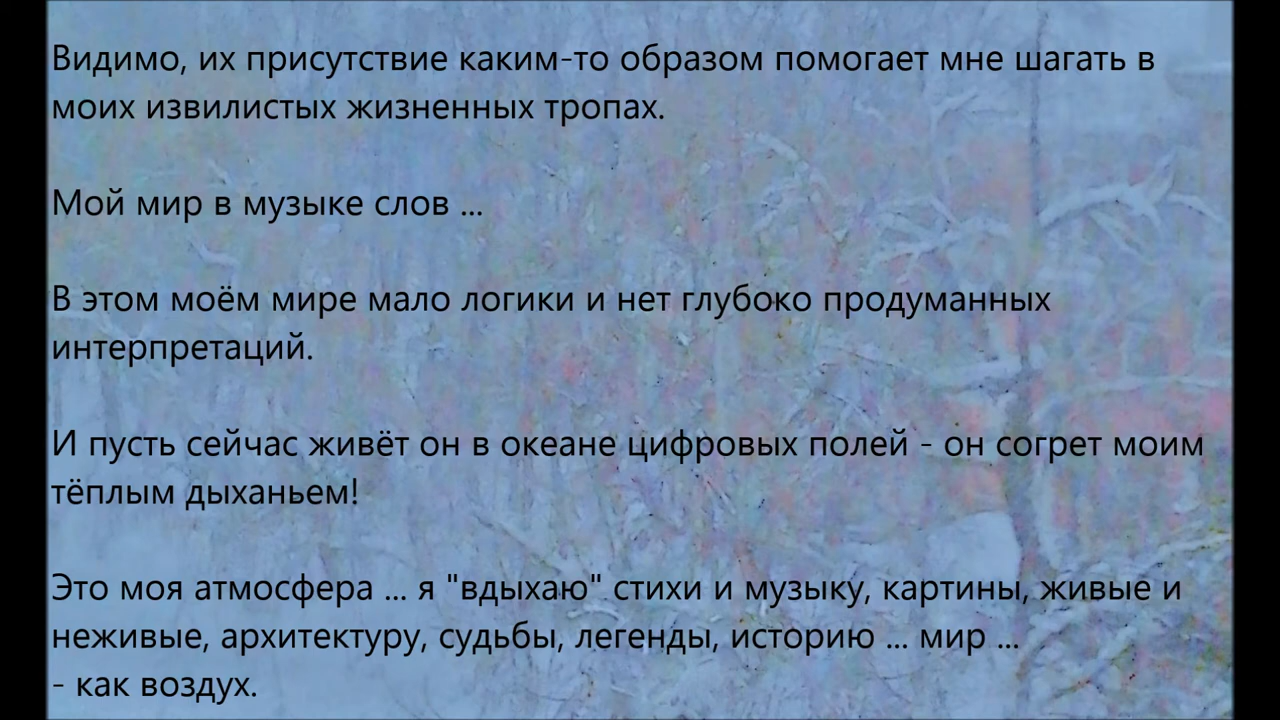 Видимо, их присутствие каким-то образом помогает мне шагать в
моих извилистых жизненных тропах.
Мой мир в музыке слов ...
В этом моём мире мало логики и нет глубоко продуманных
интерпретаций.
И пусть сейчас живёт он в океане цифровых полей - он согрет моим
тёплым дыханьем!
Это моя атмосфера ... я "вдыхаю" стихи и музыку, картины, живые и
неживые, архитектуру, судьбы, легенды, историю ... мир ...
- как воздух.